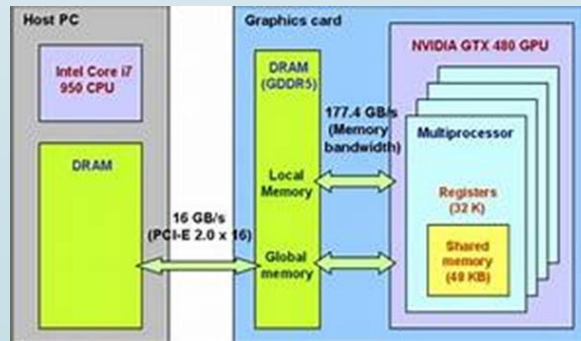 Host PC
Intel Core i7
950 CPU
DRAM
16 GB/s
(PCI-E 2.0 x 16)
Graphics card
DRAM
(GDDR5)
Local
Memory
Global
memory
177.4 GB/s
(Memory
bandwidth)
NVIDIA GTX 480 GPU
Multiprocessor
Registers
(32 K)
Shared
memory
(48 KB)